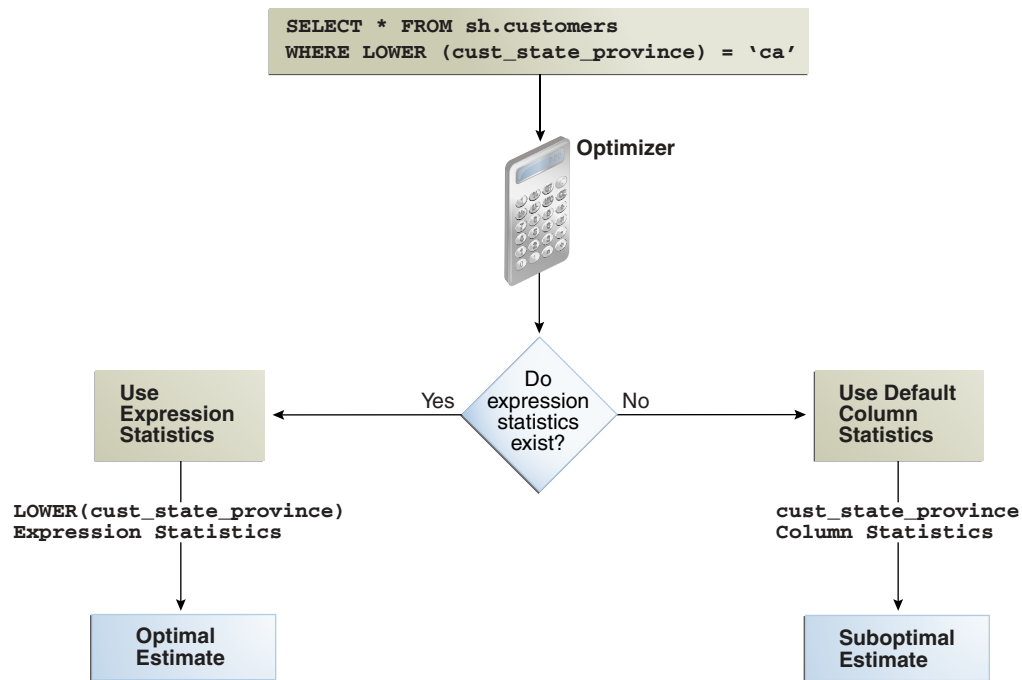 SELECT * FROM sh.customers
WHERE LOWER (cust_state_province) = ‘ca’
Optimizer
Do
expression
statistics
exist?
Yes
No
Use
Expression
Statistics
Use Default
Column
Statistics
LOWER(cust_state_province)
Expression Statistics
cust_state_province
Column Statistics
Optimal
Estimate
Suboptimal
Estimate